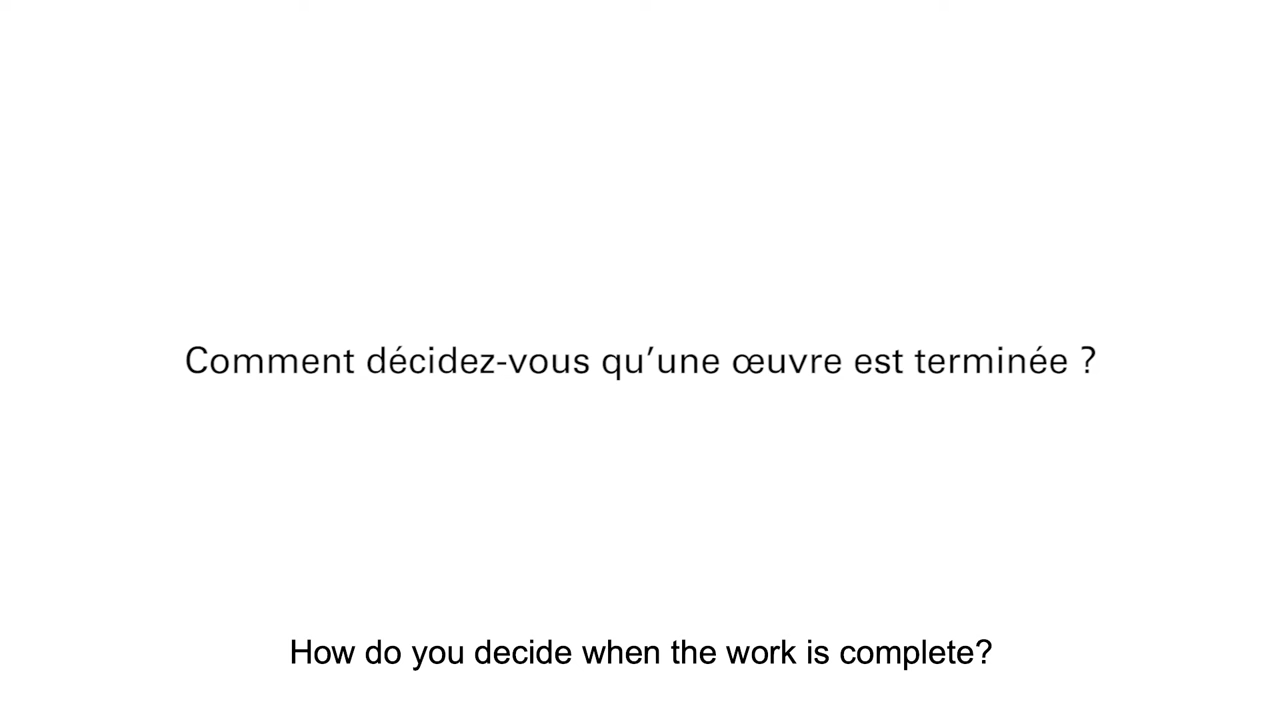 Comment décidez-vous qu’une œuvre est terminée ?
How do you decide when the work is complete?